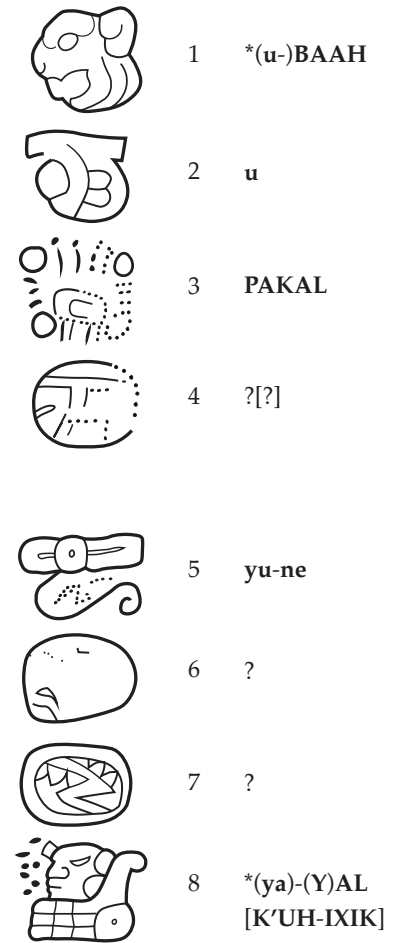 1 *(u-)BAAH
2 u
3 PAKAL
4 ?[?]
5 yu-ne
6 ?
7 ?
8 *(ya)-(Y)AL
[K'UH-IXIK]